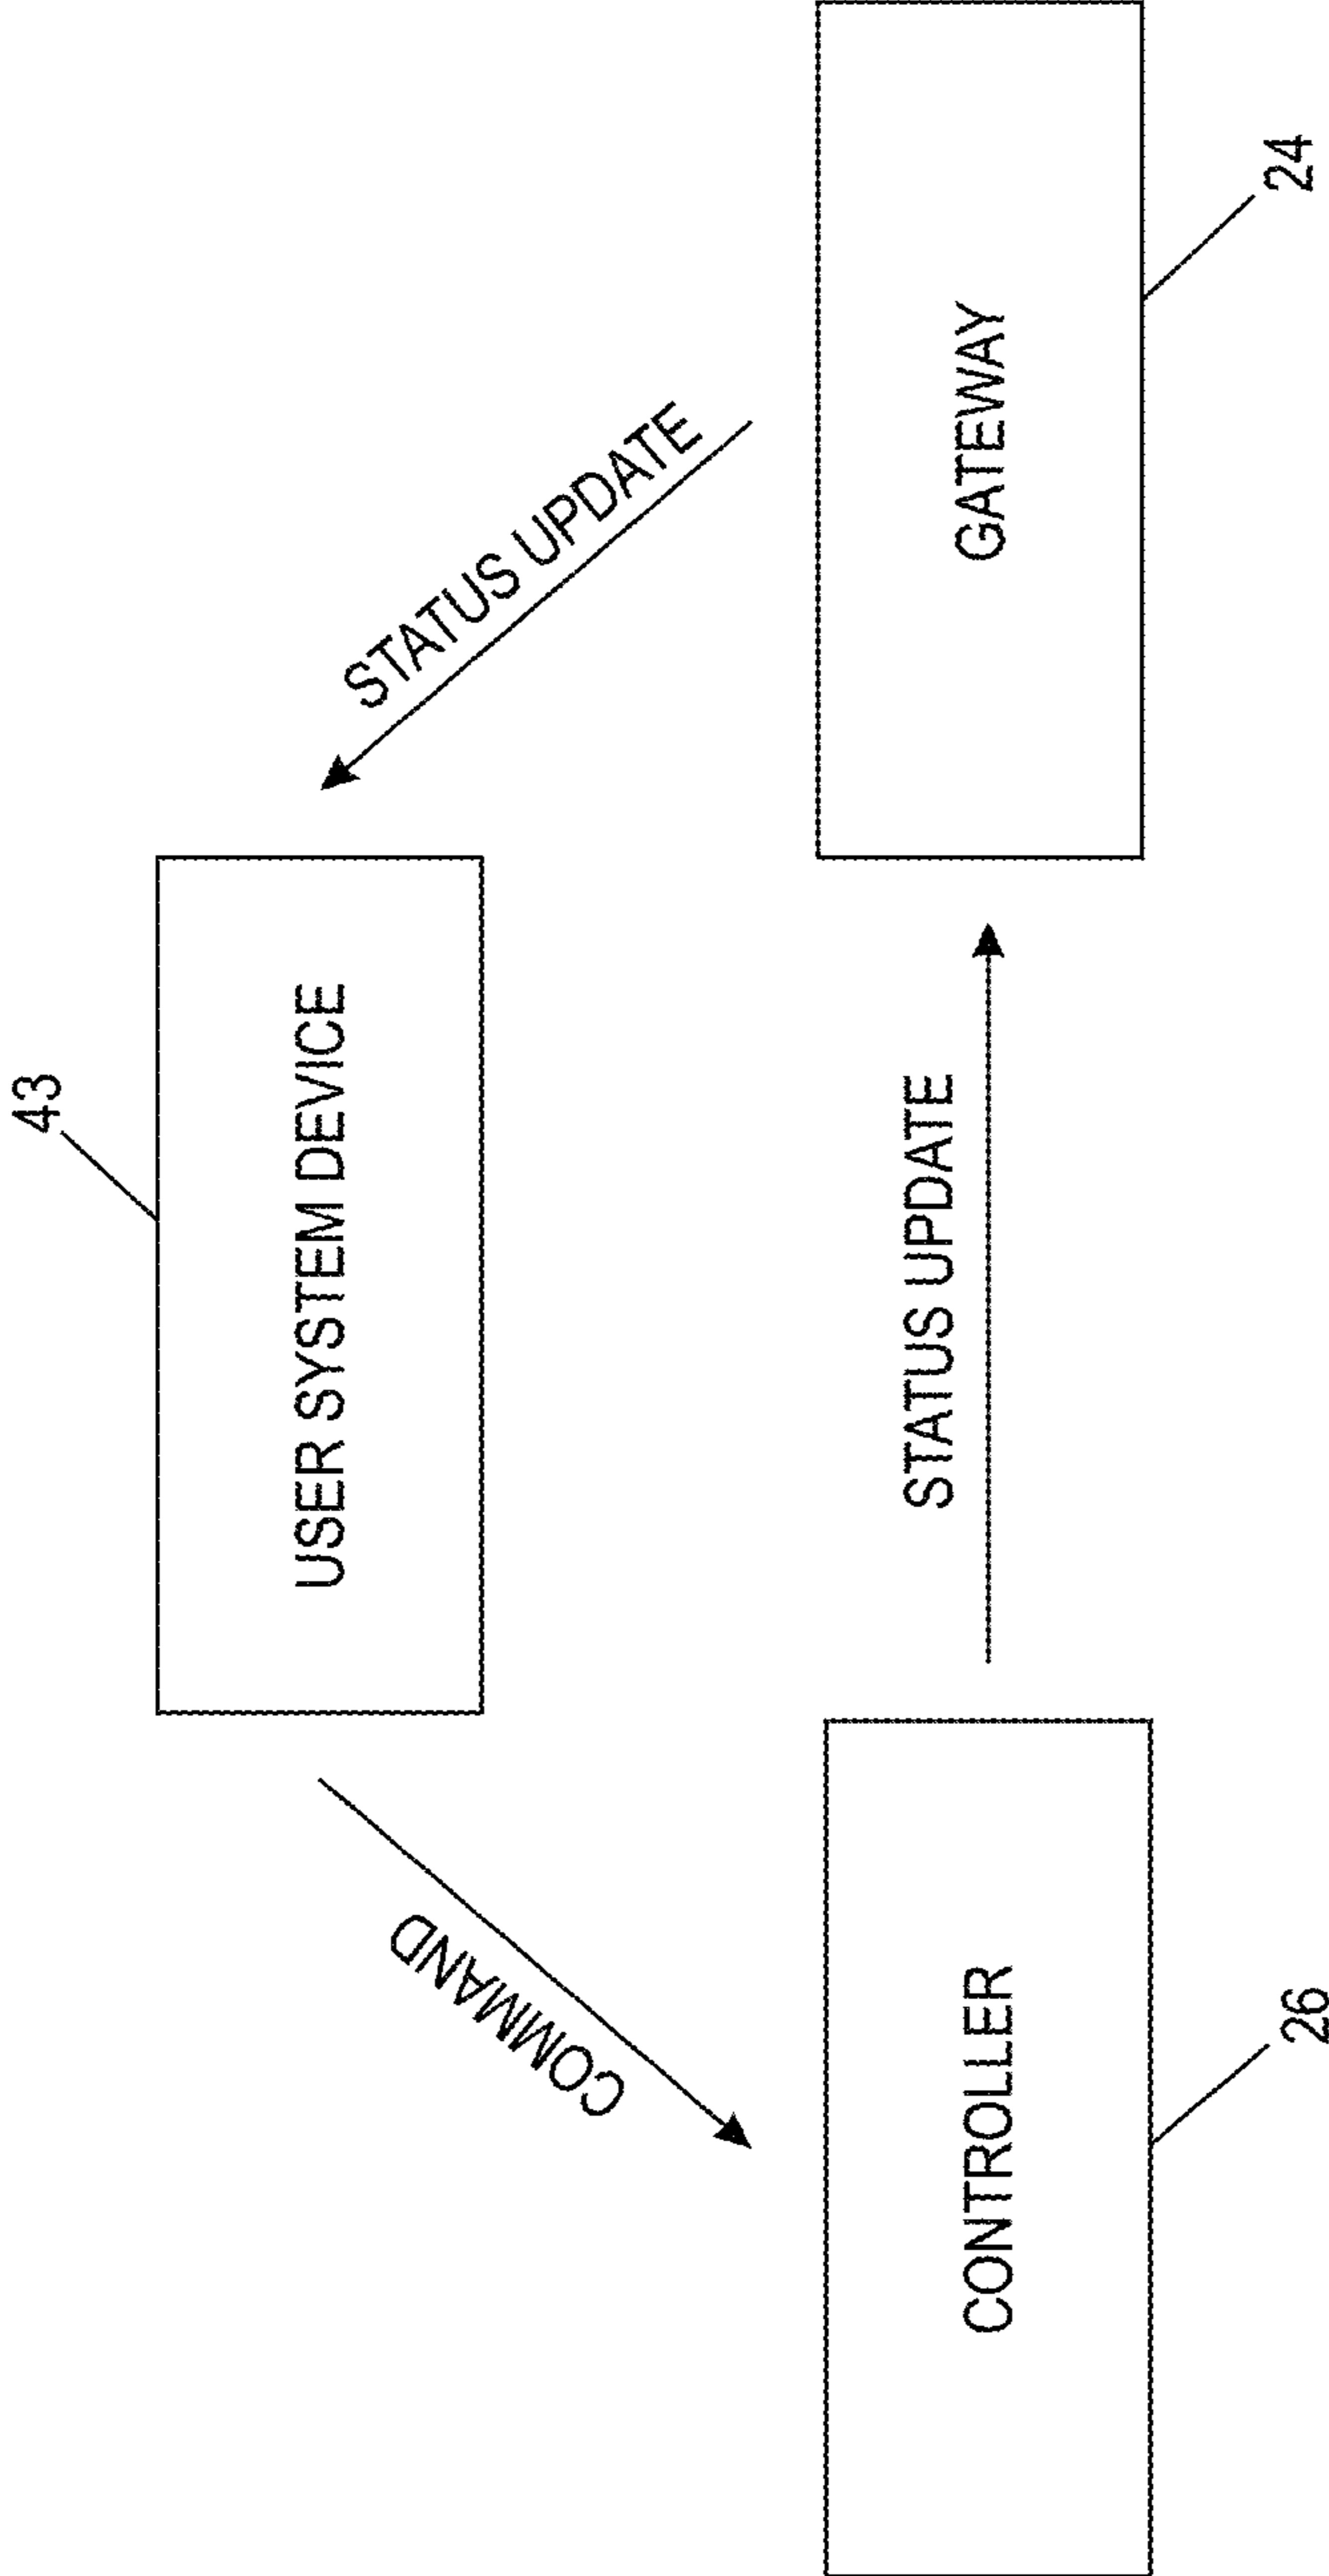 43
USER SYSTEM DEVICE
COMMAND
STATUS UPDATE
STATUS UPDATE
CONTROLLER
GATEWAY
26
24